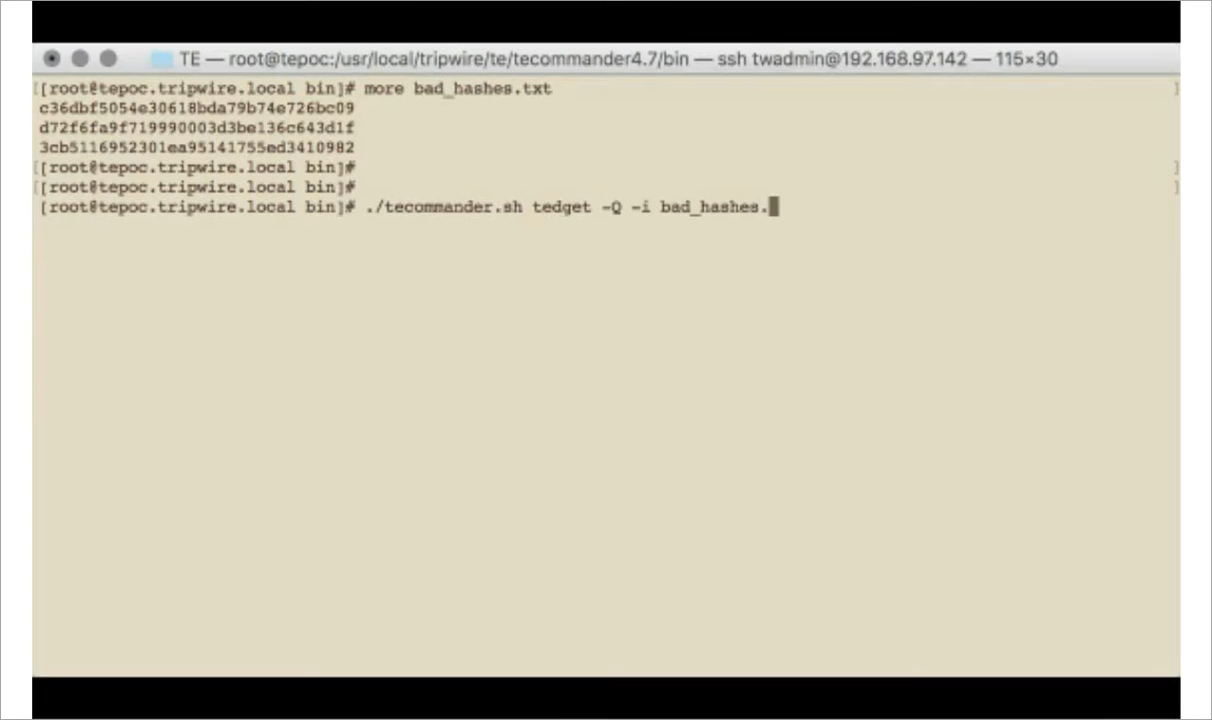 TE — root@tepoc:/usr/local/tripwire/te/tecommander4.7/bin — ssh twadmin@192.168.97.142 — 115×30
[[root@tepoc.tripwire.local bin]# more bad_hashes.txt ]
c36dbf5054e30618bda79b74e726bc09
d72f6fa9f719990003d3be136c643d1f
3cb5116952301ea95141755ed3410982
[[root@tepoc.tripwire.local bin]# ]
[[root@tepoc.tripwire.local bin]# ]
[root@tepoc.tripwire.local bin]# ./tecommander.sh tedget -Q -i bad_hashes.